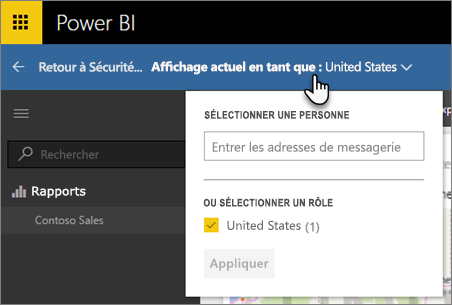 Power BI
Retour à Sécurité... Affichage actuel en tant que : United States
SÉLECTIONNER UNE PERSONNE
Entrer les adresses de messagerie
Rechercher
Rapports
OU SÉLECTIONNER UN RÔLE
Contoso Sales
United States (1)
Appliquer